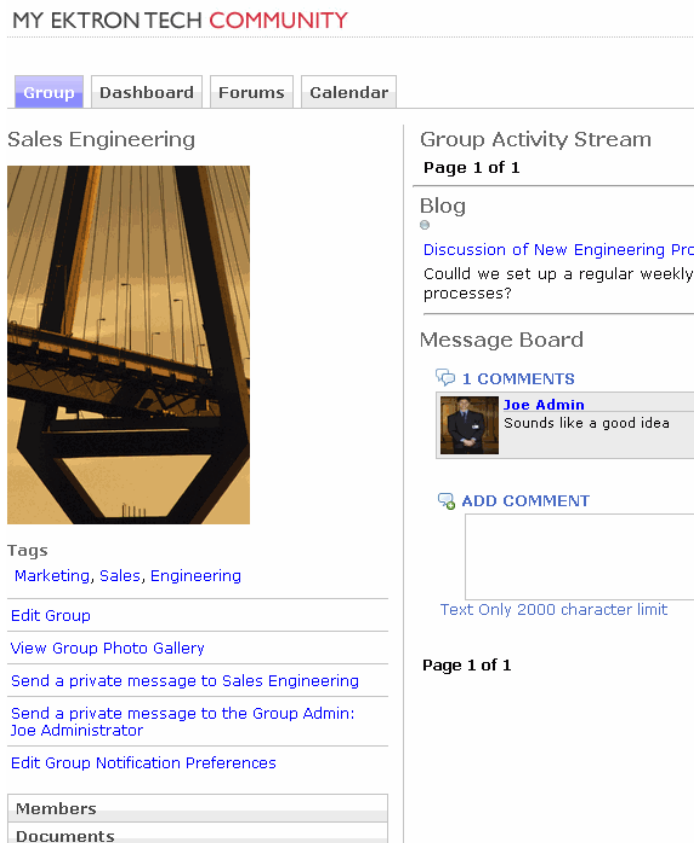 MY EKTRON TECH COMMUNITY
Group
Dashboard
Forums
Calendar
Sales Engineering
Tags
Marketing, Sales, Engineering
Edit Group
View Group Photo Gallery
Send a private message to Sales Engineering
Send a private message to the Group Admin:
Joe Administrator
Edit Group Notification Preferences
Members
Documents
Group Activity Stream
Page 1 of 1
Blog
Discussion of New Engineering Pro
Coulld we set up a regular weekly
processes?
Message Board
1 COMMENTS
Joe Admin
Sounds like a good idea
ADD COMMENT
Text Only 2000 character limit
Page 1 of 1